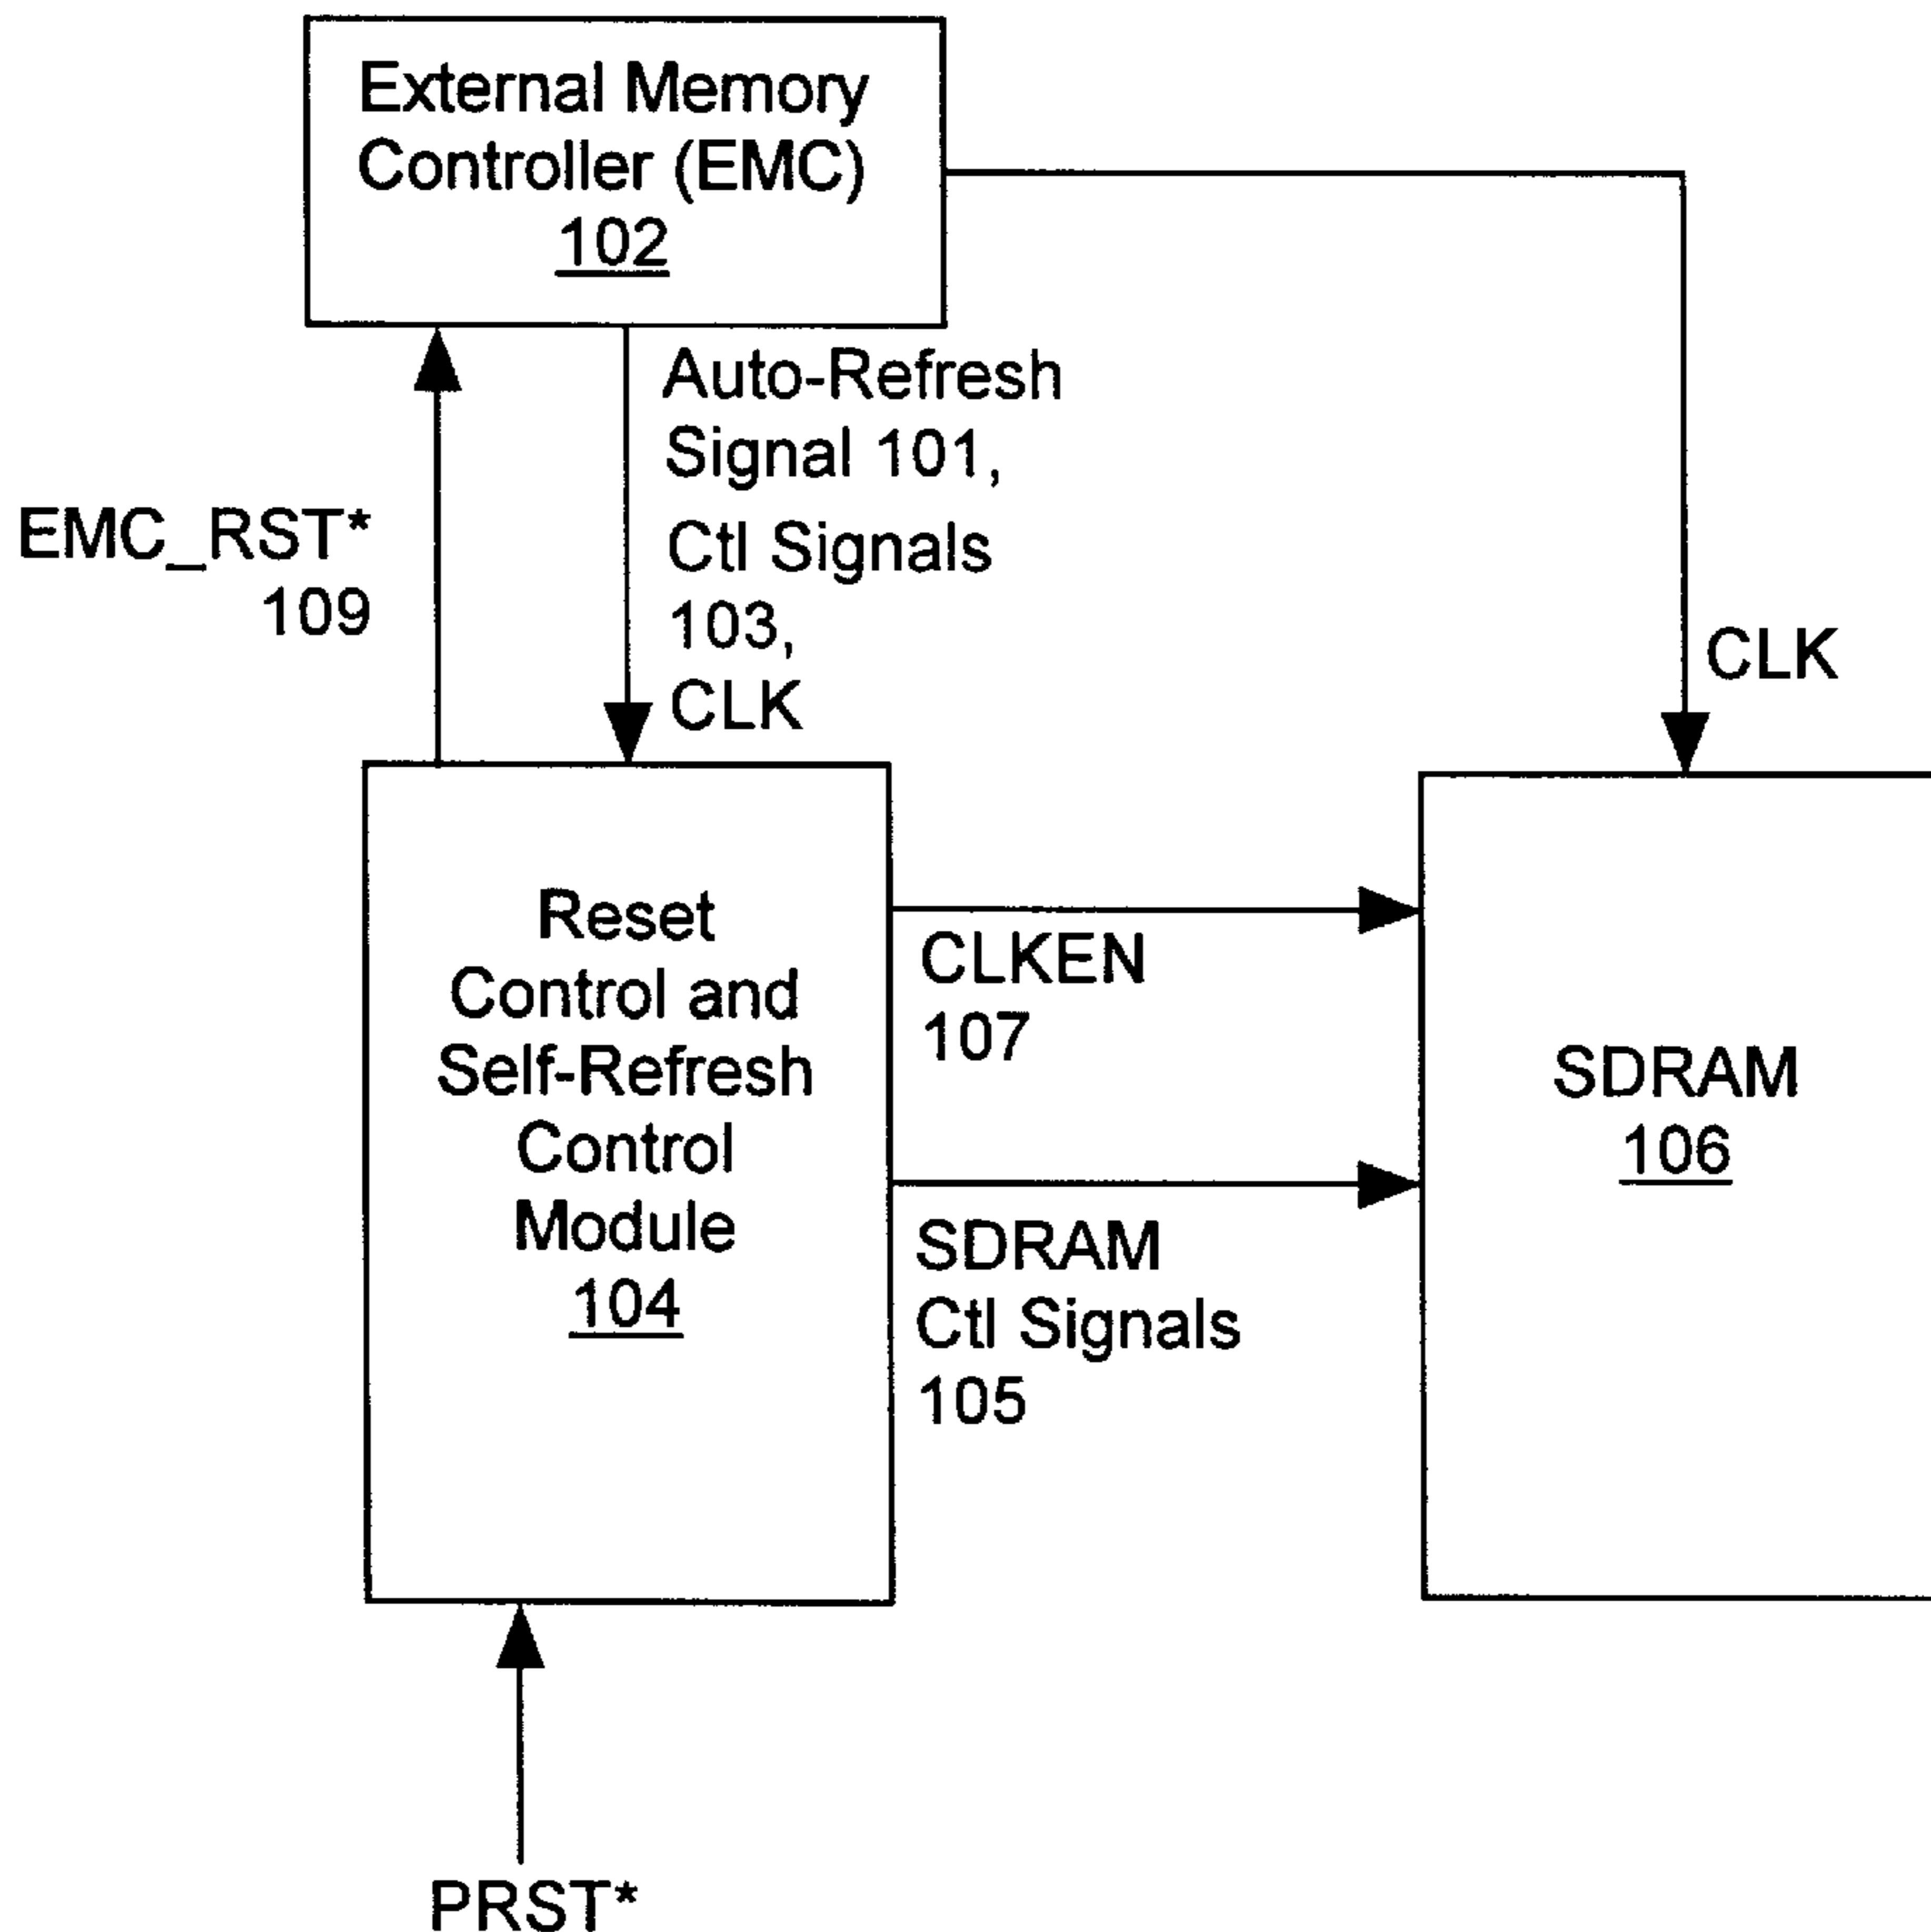 External Memory
Controller (EMC)
102
Auto-Refresh
Signal 101,
Ctl Signals
103,
CLK
EMC_RST*
109
CLK
Reset
Control and
Self-Refresh
Control
Module
104
CLKEN
107
SDRAM
Ctl Signals
105
SDRAM
106
PRST*